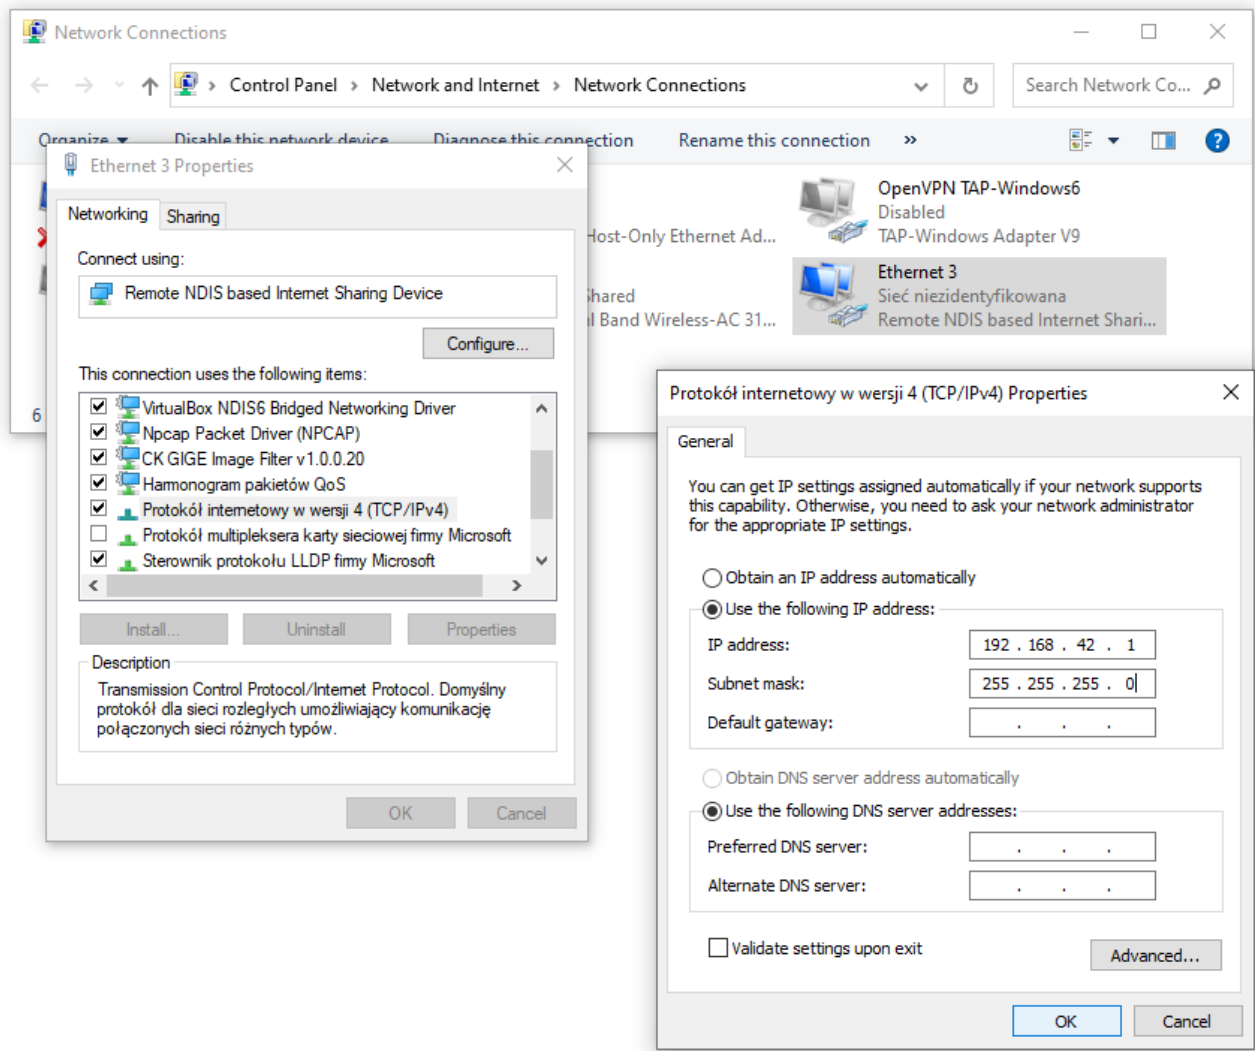 Network Connections
Control Panel › Network and Internet › Network Connections
Search Network Co...
Organize Disable this network device Diagnose this connection Rename this connection »
OpenVPN TAP-Windows6
Disabled
TAP-Windows Adapter V9
Host-Only Ethernet Ad...
Ethernet 3
Sieć niezidentyfikowana
Remote NDIS based Internet Shari...
Shared
Band Wireless-AC 31...
6
Ethernet 3 Properties
Networking Sharing
Connect using:
Remote NDIS based Internet Sharing Device
Configure...
This connection uses the following items:
VirtualBox NDIS6 Bridged Networking Driver
Npcap Packet Driver (NPCAP)
CK GIGE Image Filter v1.0.0.20
Harmonogram pakietów QoS
Protokół internetowy w wersji 4 (TCP/IPv4)
Protokół multipleksera karty sieciowej firmy Microsoft
Sterownik protokołu LLDP firmy Microsoft
Install... Uninstall Properties
Description
Transmission Control Protocol/Internet Protocol. Domyślny
protokół dla sieci rozległych umożliwiający komunikację
połączonych sieci różnych typów.
OK Cancel
Protokół internetowy w wersji 4 (TCP/IPv4) Properties
General
You can get IP settings assigned automatically if your network supports
this capability. Otherwise, you need to ask your network administrator
for the appropriate IP settings.
Obtain an IP address automatically
Use the following IP address:
IP address: 192 . 168 . 42 . 1
Subnet mask: 255 . 255 . 255 . 0
Default gateway: . . .
Obtain DNS server address automatically
Use the following DNS server addresses:
Preferred DNS server: . . .
Alternate DNS server: . . .
Validate settings upon exit
Advanced...
OK Cancel